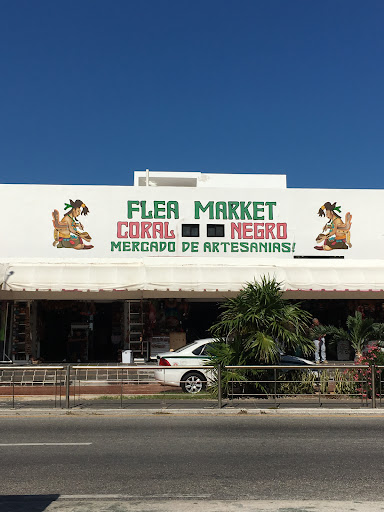 FLEA MARKET
CORAL NEGRO
MERCADO DE ARTESANIAS!